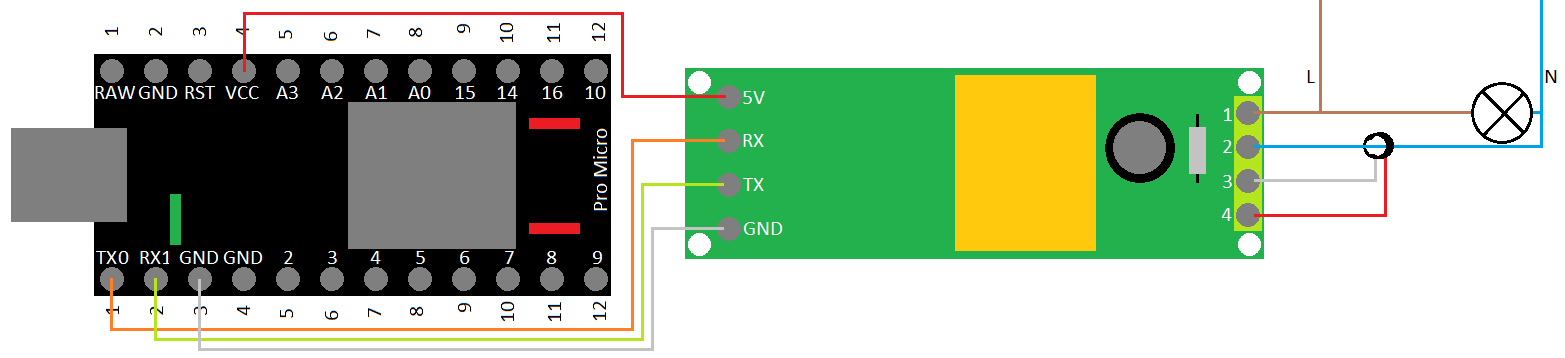 1 2 3 4 5 6 7 8 9 10 11 12
RAW GND RST VCC A3 A2 A1 A0 15 14 16 10
Pro Micro
TX0 RX1 GND GND 2 3 4 5 6 7 8 9
1 2 3 4 5 6 7 8 9 10 11 12
5V
RX
TX
GND
1
2
3
4
L
N